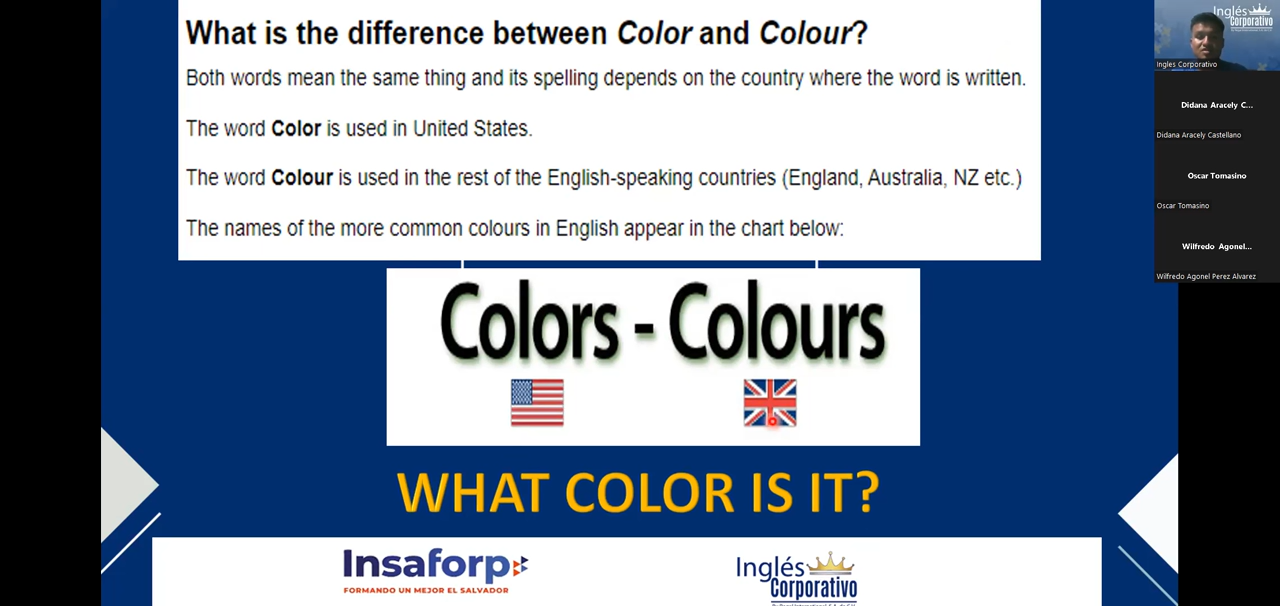 What is the difference between Color and Colour?
Both words mean the same thing and its spelling depends on the country where the word is written.
The word Color is used in United States.
The word Colour is used in the rest of the English-speaking countries (England, Australia, NZ etc.)
The names of the more common colours in English appear in the chart below:
Colors - Colours
WHAT COLOR IS IT?
Insaforp
FORMANDO UN MEJOR EL SALVADOR
Inglés
Corporativo
Inglés
Corporativo
Ingles Corporativo
Didana Aracely C...
Didana Aracely Castellano
Oscar Tomasino
Oscar Tomasino
Wilfredo Agonel...
Wilfredo Agonel Perez Alvarez